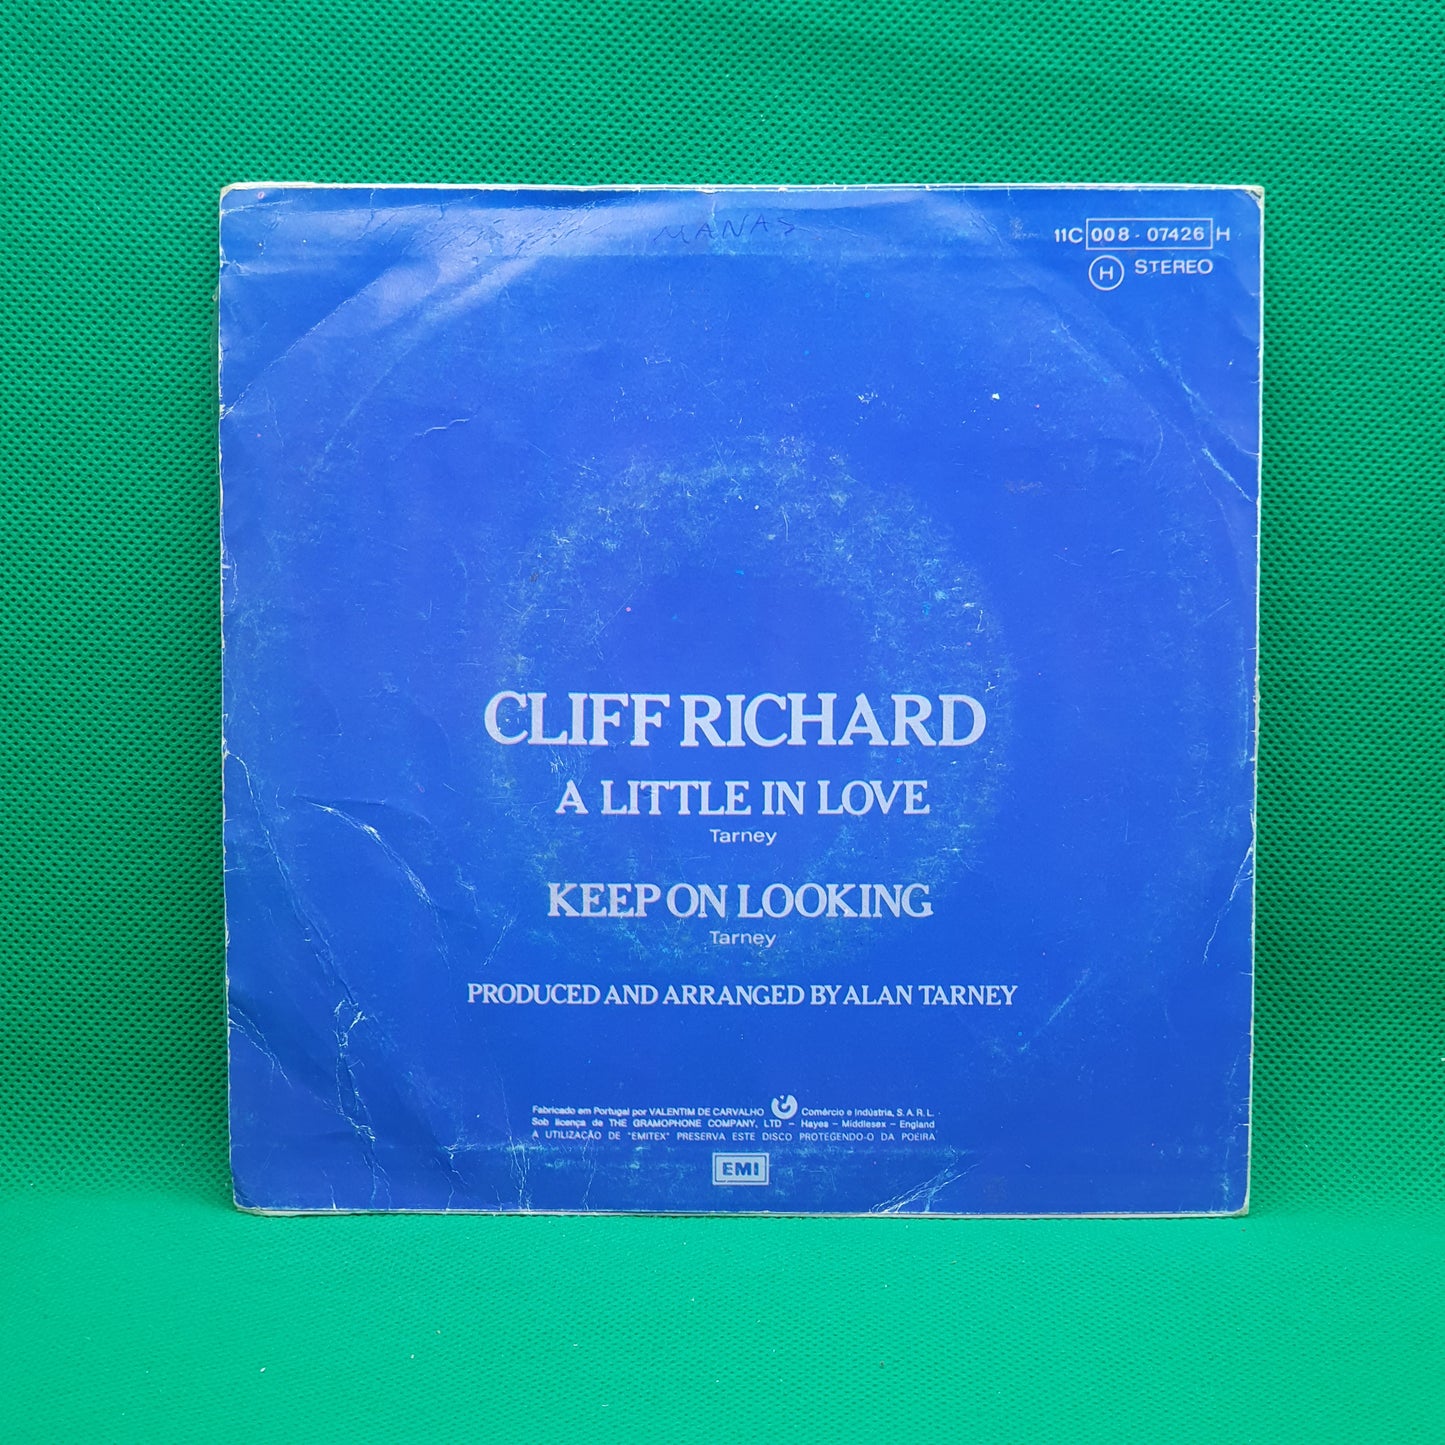 MANAS
11C 008 - 07426 H
H STEREO
CLIFF RICHARD
A LITTLE IN LOVE
Tarney
KEEP ON LOOKING
Tarney
PRODUCED AND ARRANGED BY ALAN TARNEY
Fabricado em Portugal por VALENTIM DE CARVALHO Comércio e Indústria, S.A.R.L.
Sob licença de THE GRAMOPHONE COMPANY, LTD - Hayes - Middlesex - England
A UTILIZAÇÃO DE "EMITEX" PRESERVA ESTE DISCO PROTEGENDO-O DA POEIRA
EMI